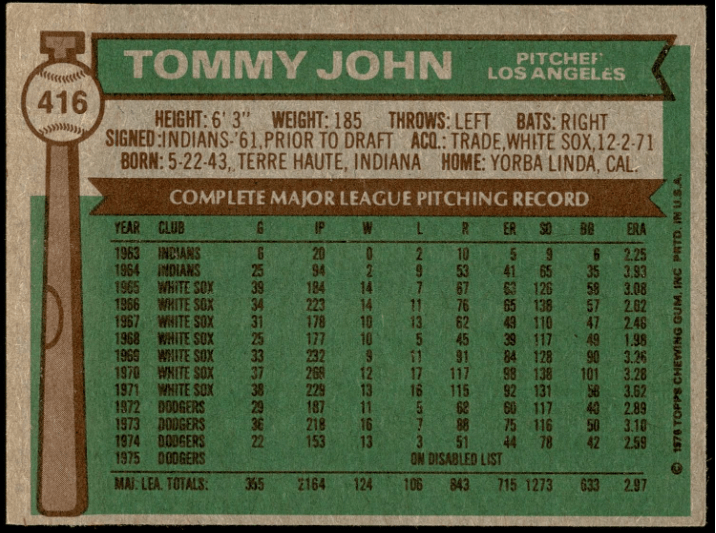 TOMMY JOHN
PITCHER
LOS ANGELES
416
HEIGHT: 6' 3" WEIGHT: 185 THROWS: LEFT BATS: RIGHT
SIGNED: INDIANS-'61, PRIOR TO DRAFT ACQ.: TRADE, WHITE SOX, 12-2-71
BORN: 5-22-43, TERRE HAUTE, INDIANA HOME: YORBA LINDA, CAL.
COMPLETE MAJOR LEAGUE PITCHING RECORD
YEAR CLUB G IP W L R ER SO BB ERA
1963 INDIANS 6 20 0 2 10 5 9 6 2.25
1964 INDIANS 25 94 2 9 53 41 65 35 3.93
1965 WHITE SOX 39 184 14 7 67 63 126 58 3.08
1966 WHITE SOX 34 223 14 11 76 65 138 57 2.62
1967 WHITE SOX 31 178 10 13 62 49 110 47 2.48
1968 WHITE SOX 25 177 10 5 45 39 117 49 1.98
1969 WHITE SOX 33 232 9 11 91 84 128 90 3.26
1970 WHITE SOX 37 269 12 17 117 98 138 101 3.28
1971 WHITE SOX 38 229 13 16 115 92 131 58 3.62
1972 DODGERS 29 187 11 5 68 60 117 40 2.89
1973 DODGERS 36 218 16 7 88 75 116 50 3.10
1974 DODGERS 22 153 13 3 51 44 78 42 2.59
1975 DODGERS ON DISABLED LIST
MAJ. LEA. TOTALS: 355 2164 124 106 843 715 1273 633 2.97
© 1976 TOPPS CHEWING GUM, INC. PRTD. IN U.S.A.